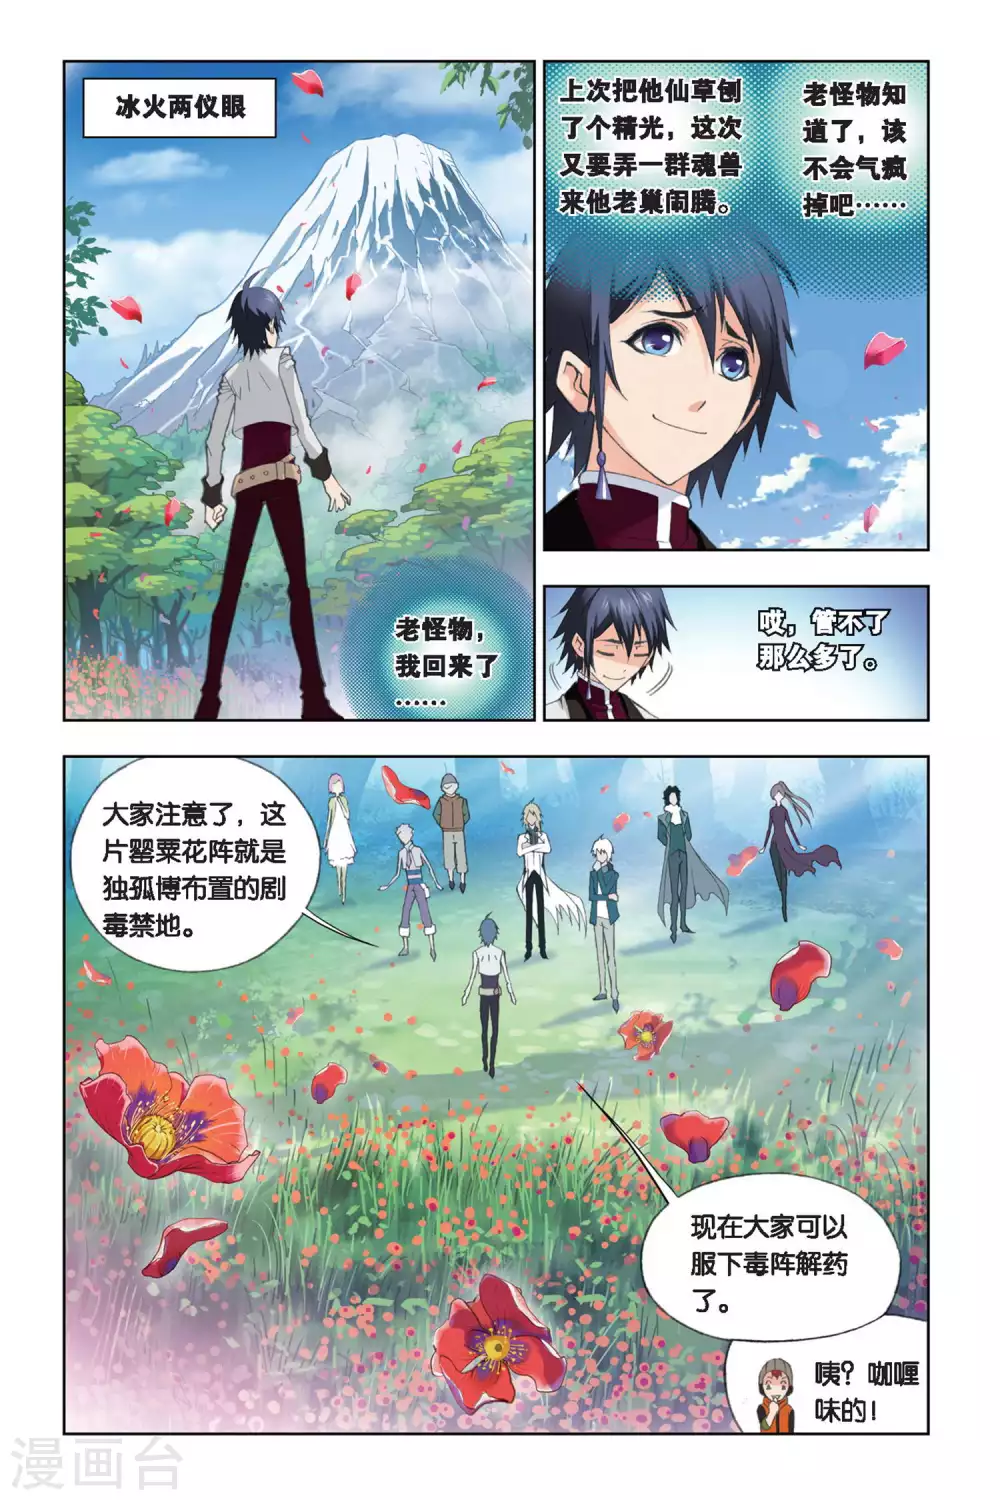 冰火两仪眼
老怪物，
我回来了
……
上次把他仙草刨
了个精光，这次
又要弄一群魂兽
来他老巢闹腾。
老怪物知
道了，该
不会气疯
掉吧……
哎，管不了
那么多了。
大家注意了，这
片罂粟花阵就是
独孤博布置的剧
毒禁地。
现在大家可以
服下毒阵解药
了。
咦？咖喱
味的！
漫画台